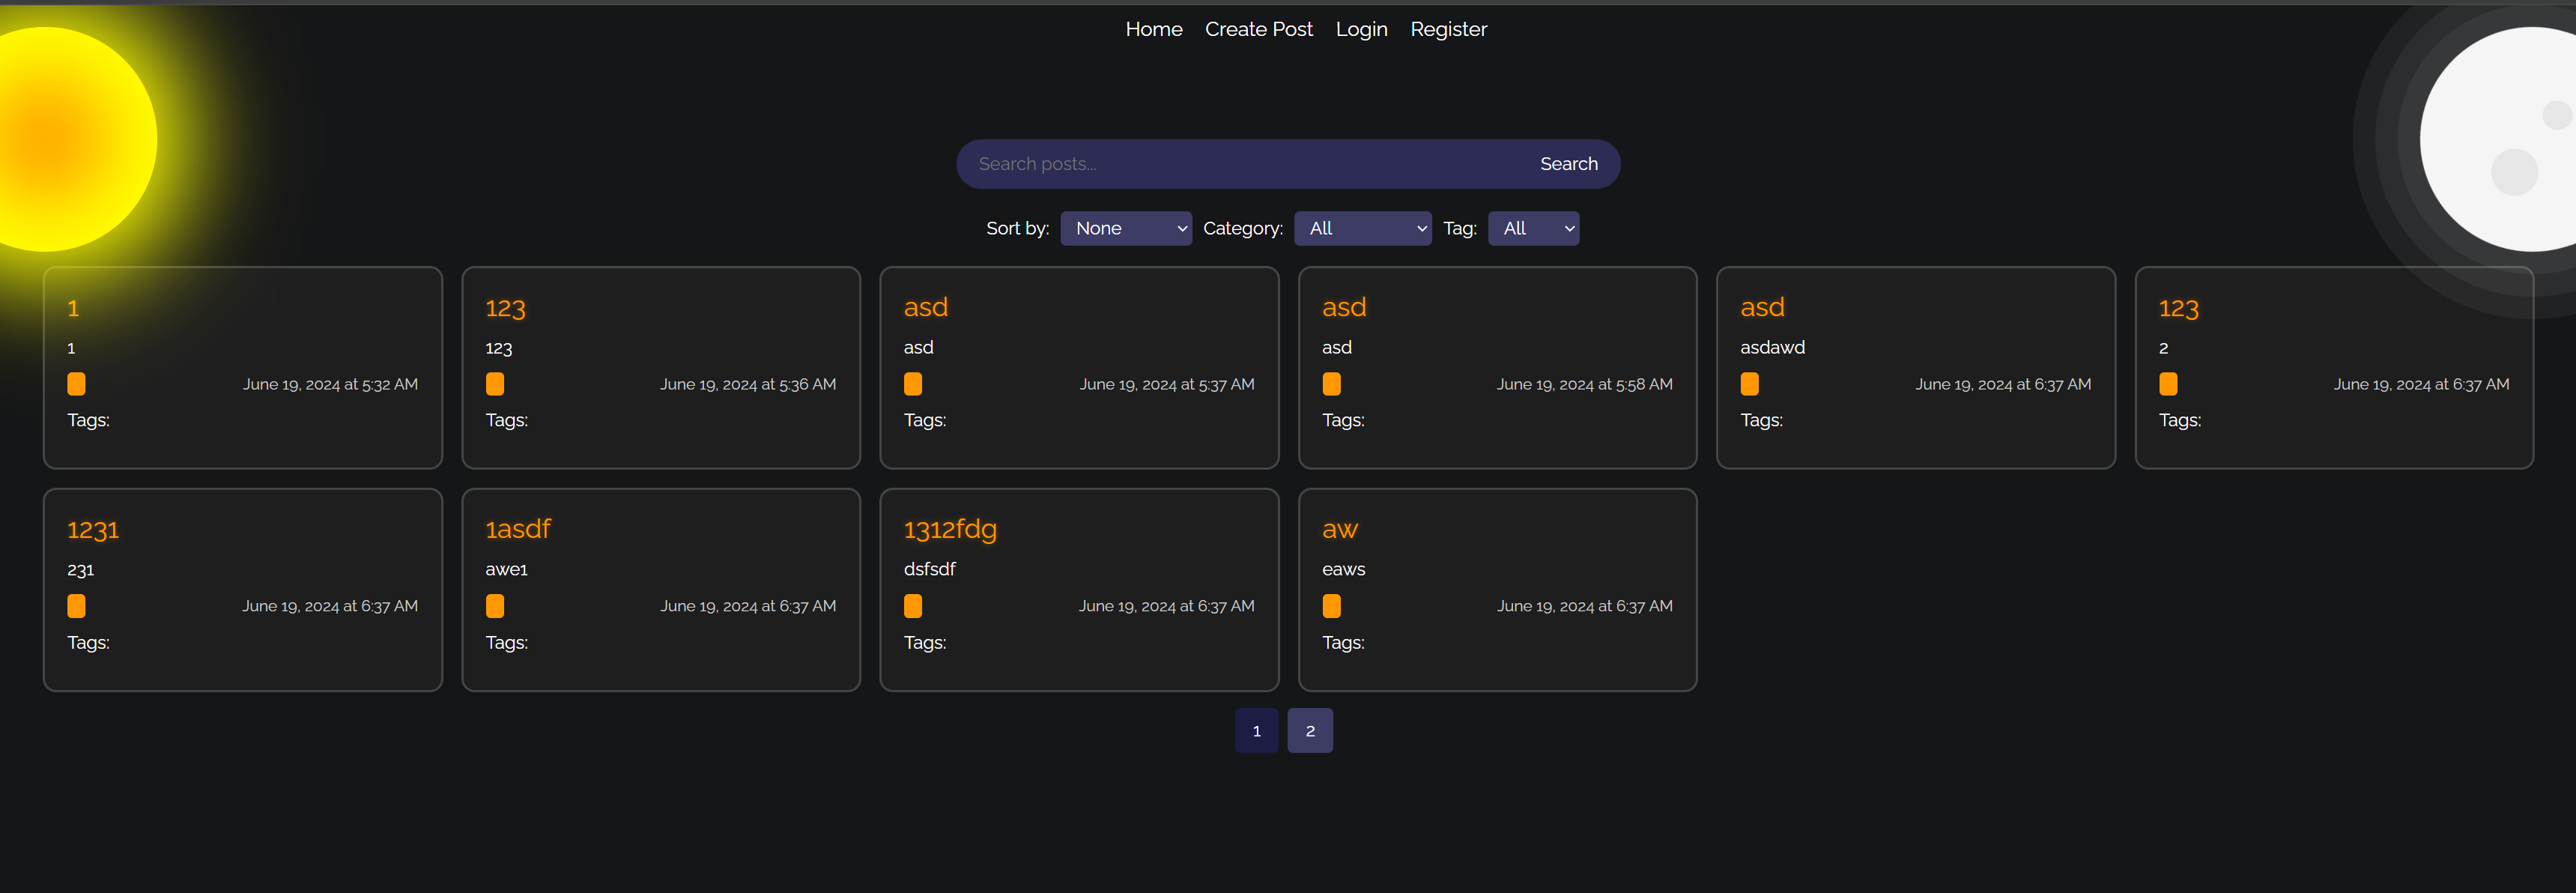 Home Create Post Login Register
Search posts... Search
Sort by: None Category: All Tag: All
1 123 asd asd asd 123
1 123 asd asd asdawd 2
June 19, 2024 at 5:32 AM June 19, 2024 at 5:36 AM June 19, 2024 at 5:37 AM June 19, 2024 at 5:58 AM June 19, 2024 at 6:37 AM June 19, 2024 at 6:37 AM
Tags: Tags: Tags: Tags: Tags: Tags:
1231 1asdf 1312fdg aw
231 awe1 dsfsdf eaws
June 19, 2024 at 6:37 AM June 19, 2024 at 6:37 AM June 19, 2024 at 6:37 AM June 19, 2024 at 6:37 AM
Tags: Tags: Tags: Tags:
1 2